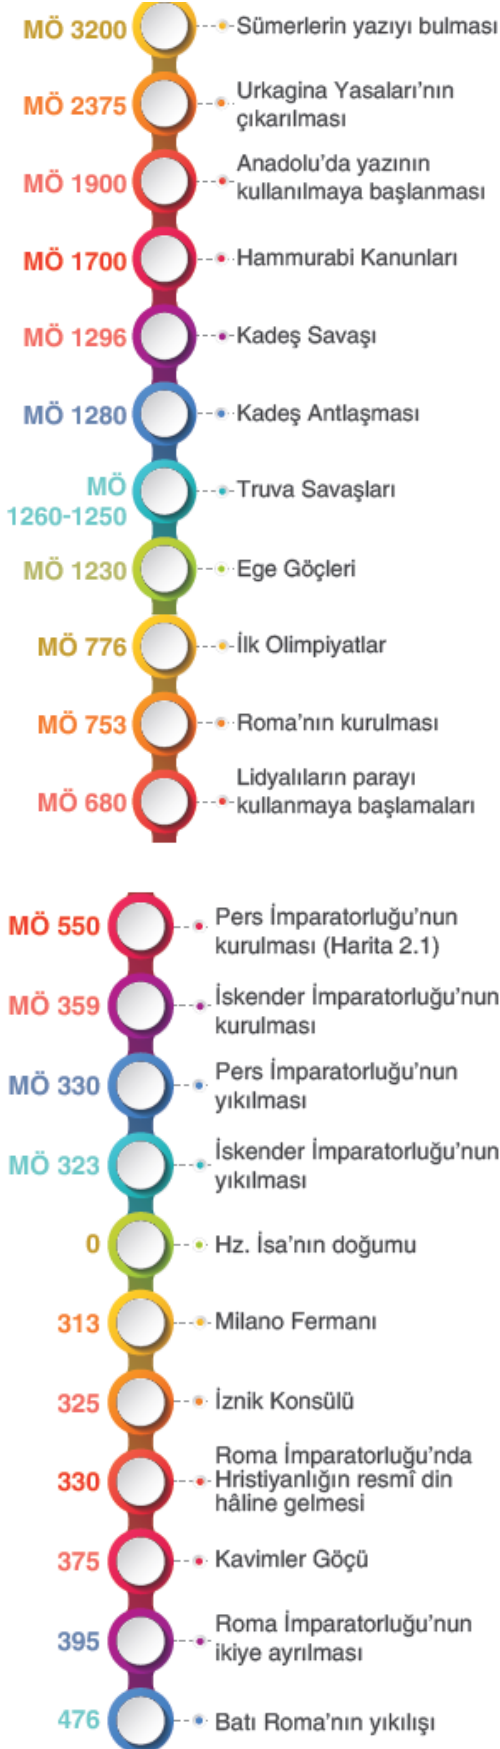 MÖ 3200 Sümerlerin yazıyı bulması
MÖ 2375 Urkagina Yasaları’nın
çıkarılması
MÖ 1900 Anadolu’da yazının
kullanılmaya başlanması
MÖ 1700 Hammurabi Kanunları
MÖ 1296 Kadeş Savaşı
MÖ 1280 Kadeş Antlaşması
MÖ
1260-1250 Truva Savaşları
MÖ 1230 Ege Göçleri
MÖ 776 İlk Olimpiyatlar
MÖ 753 Roma’nın kurulması
MÖ 680 Lidyalıların parayı
kullanmaya başlamaları
MÖ 550 Pers İmparatorluğu’nun
kurulması (Harita 2.1)
MÖ 359 İskender İmparatorluğu’nun
kurulması
MÖ 330 Pers İmparatorluğu’nun
yıkılması
MÖ 323 İskender İmparatorluğu’nun
yıkılması
0 Hz. İsa’nın doğumu
313 Milano Fermanı
325 İznik Konsülü
330 Roma İmparatorluğu’nda
Hristiyanlığın resmî din
hâline gelmesi
375 Kavimler Göçü
395 Roma İmparatorluğu’nun
ikiye ayrılması
476 Batı Roma’nın yıkılışı